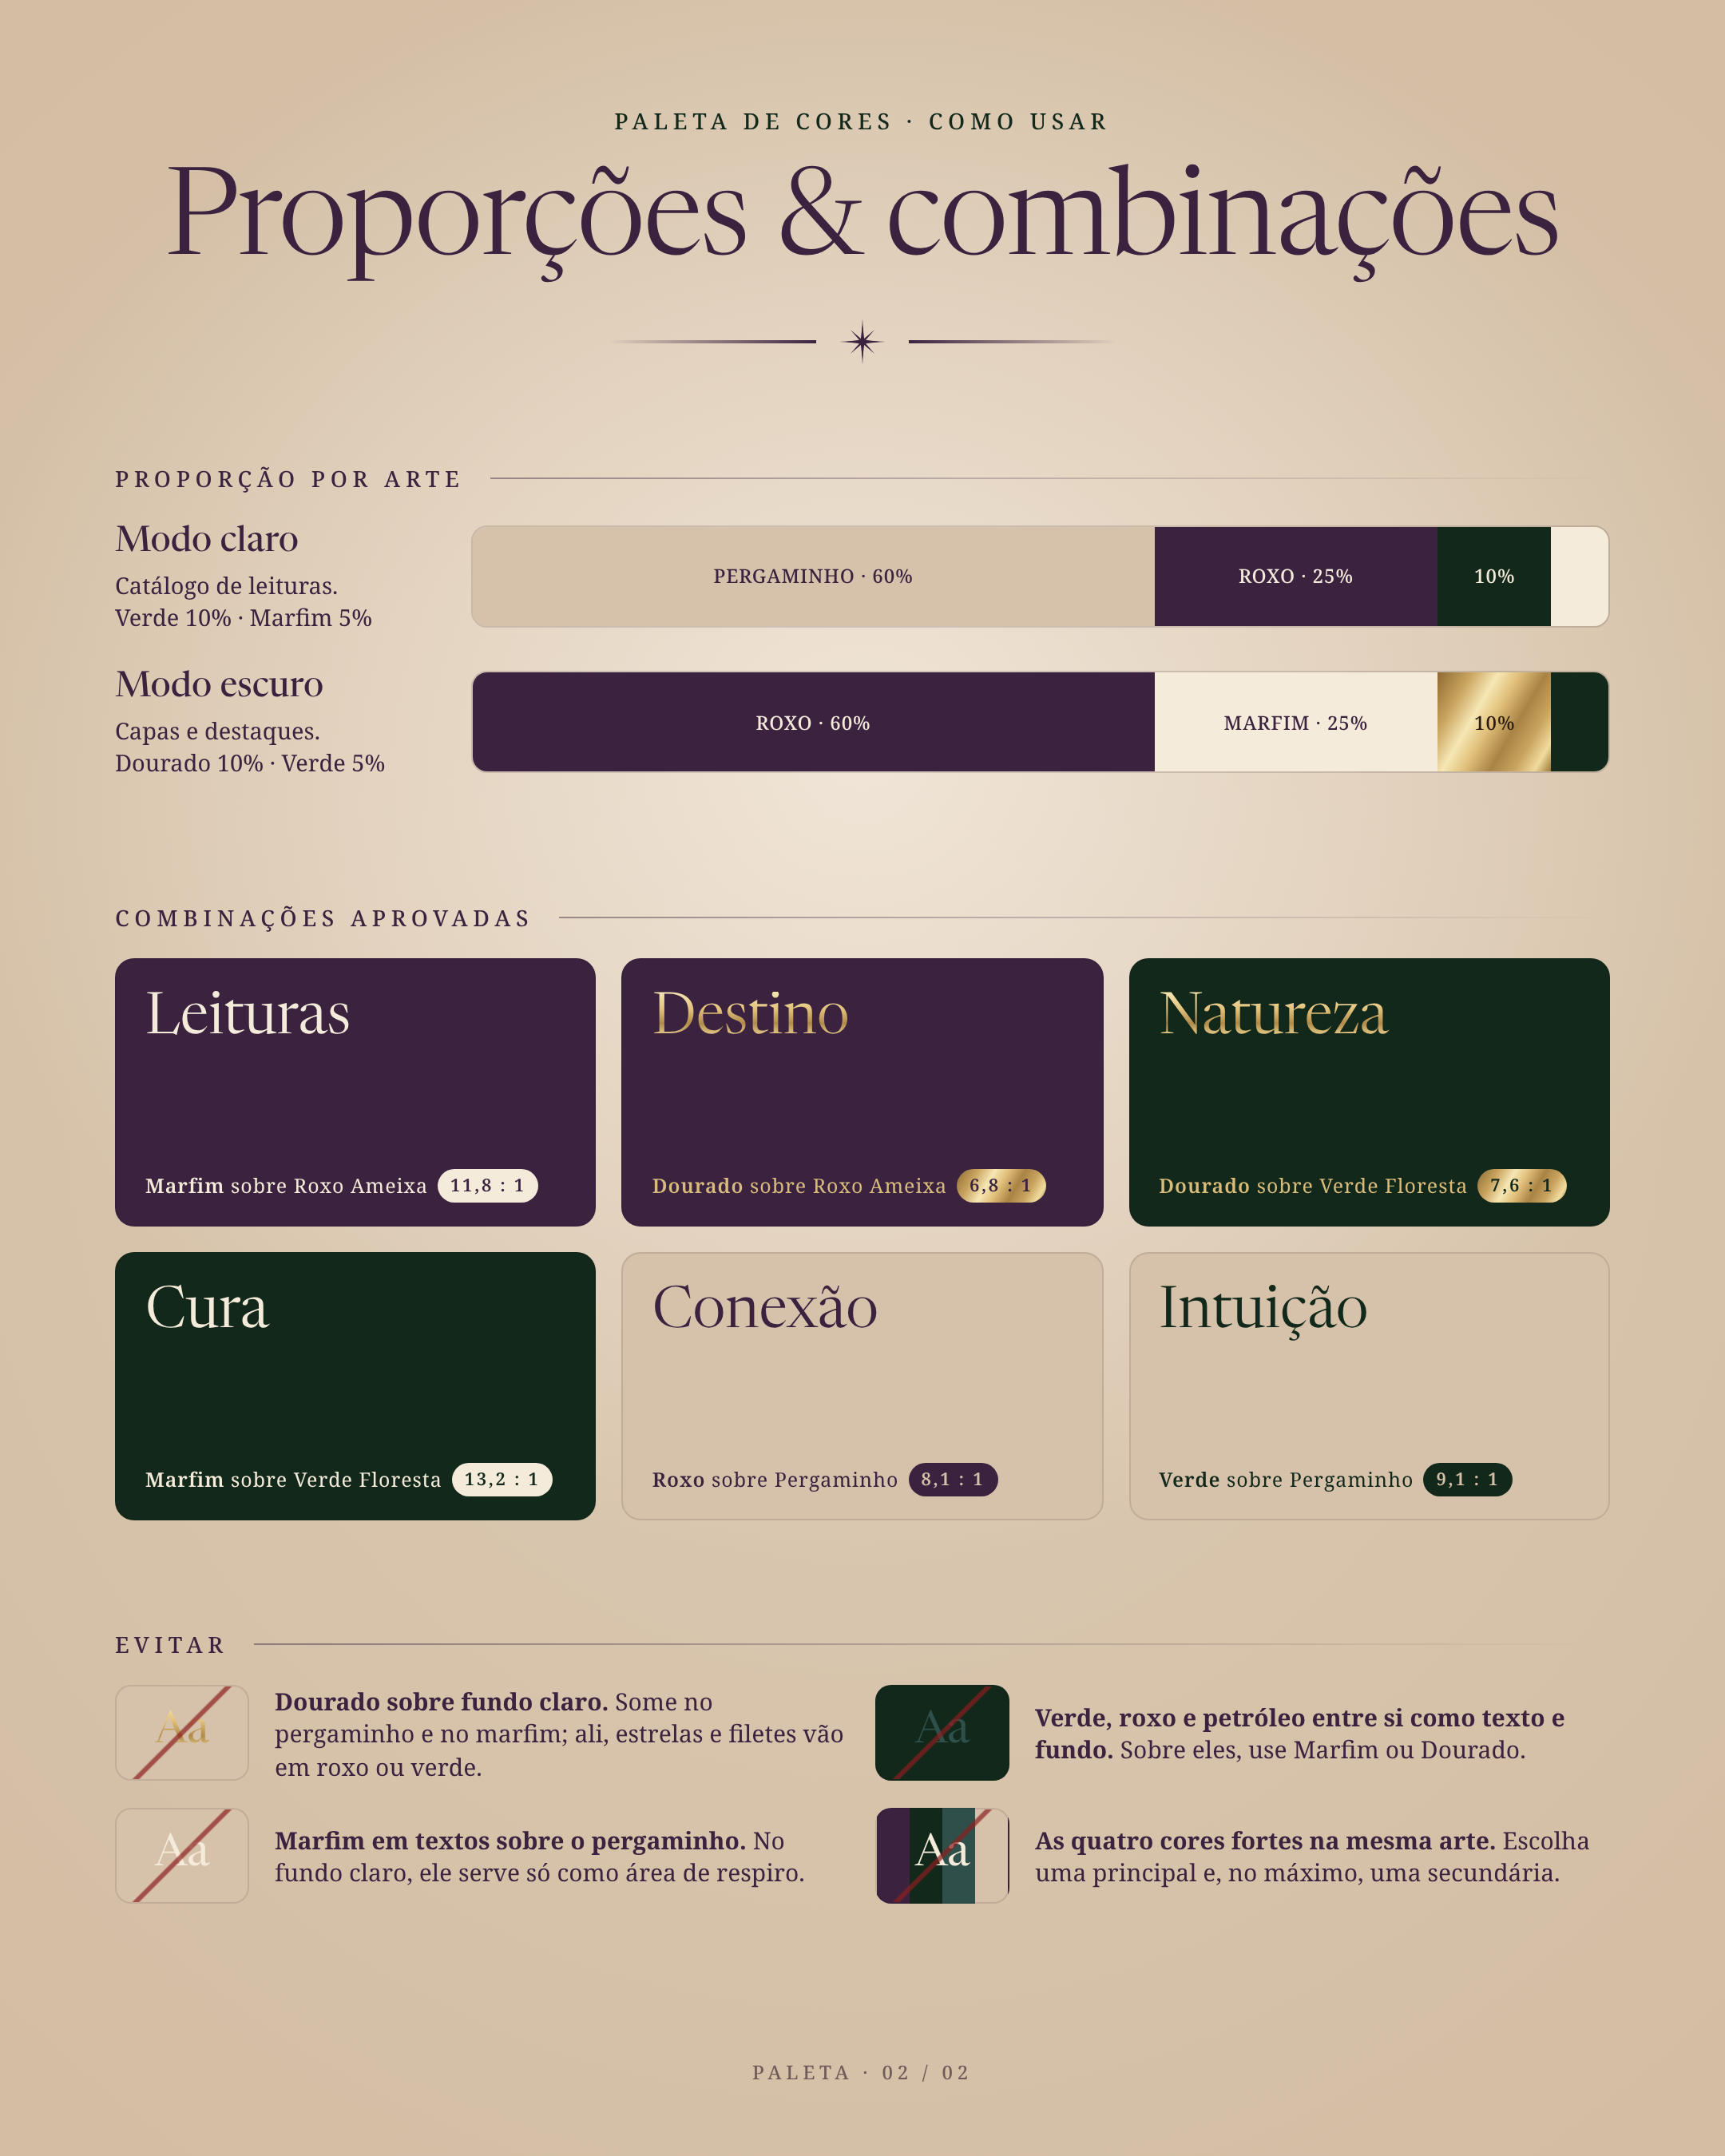 PALETA DE CORES · COMO USAR
Proporções & combinações
PROPORÇÃO POR ARTE
Modo claro
Catálogo de leituras.
Verde 10% · Marfim 5%
PERGAMINHO · 60%
ROXO · 25%
10%
Modo escuro
Capas e destaques.
Dourado 10% · Verde 5%
ROXO · 60%
MARFIM · 25%
10%
COMBINAÇÕES APROVADAS
Leituras
Marfim sobre Roxo Ameixa 11,8 : 1
Destino
Dourado sobre Roxo Ameixa 6,8 : 1
Natureza
Dourado sobre Verde Floresta 7,6 : 1
Cura
Marfim sobre Verde Floresta 13,2 : 1
Conexão
Roxo sobre Pergaminho 8,1 : 1
Intuição
Verde sobre Pergaminho 9,1 : 1
EVITAR
Aa
Dourado sobre fundo claro. Some no
pergaminho e no marfim; ali, estrelas e filetes vão
em roxo ou verde.
Aa
Verde, roxo e petróleo entre si como texto e
fundo. Sobre eles, use Marfim ou Dourado.
Aa
Marfim em textos sobre o pergaminho. No
fundo claro, ele serve só como área de respiro.
Aa
As quatro cores fortes na mesma arte. Escolha
uma principal e, no máximo, uma secundária.
PALETA · 02 / 02